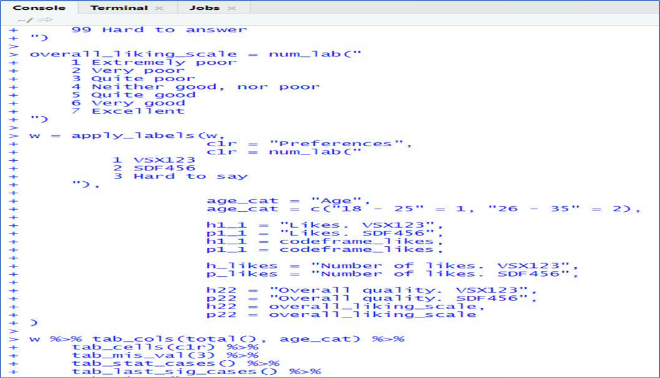 Console Terminal × Jobs ×
~/
+ 99 Hard to answer
+ ")
>
> overall_liking_scale = num_lab("
+ 1 Extremely poor
+ 2 Very poor
+ 3 Quite poor
+ 4 Neither good, nor poor
+ 5 Quite good
+ 6 Very good
+ 7 Excellent
+ ")
>
> w = apply_labels(w,
+ c1r = "Preferences",
+ c1r = num_lab("
+ 1 VSX123
+ 2 SDF456
+ 3 Hard to say
+ "),
+
+ age_cat = "Age",
+ age_cat = c("18 - 25" = 1, "26 - 35" = 2),
+
+ h1_1 = "Likes. VSX123",
+ p1_1 = "Likes. SDF456",
+ h1_1 = codeframe_likes,
+ p1_1 = codeframe_likes,
+
+ h_likes = "Number of likes. VSX123",
+ p_likes = "Number of likes. SDF456",
+
+ h22 = "Overall quality. VSX123",
+ p22 = "Overall quality. SDF456",
+ h22 = overall_liking_scale,
+ p22 = overall_liking_scale
+ )
>
> w %>% tab_cols(total(), age_cat) %>%
+ tab_cells(c1r) %>%
+ tab_mis_val(3) %>%
+ tab_stat_cases() %>%
+ tab_last_sig_cases() %>%